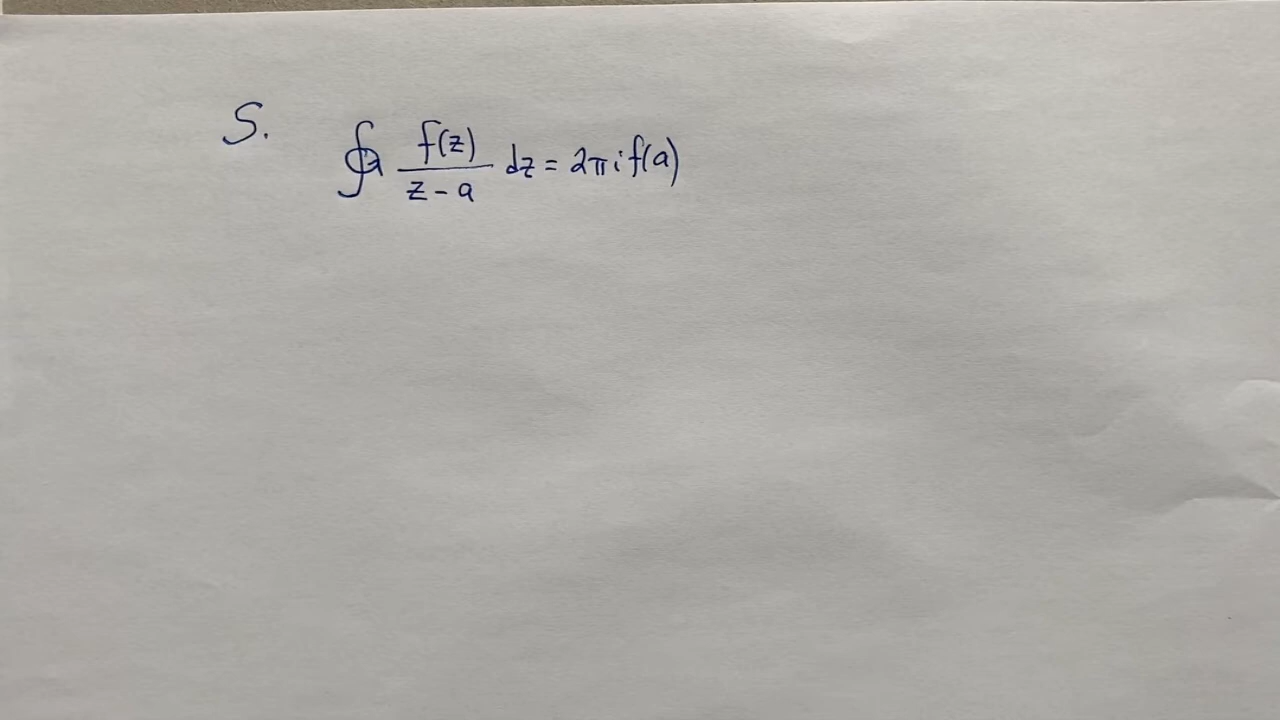 5. ∮ f(z)/(z-a) dz = 2πi f(a)